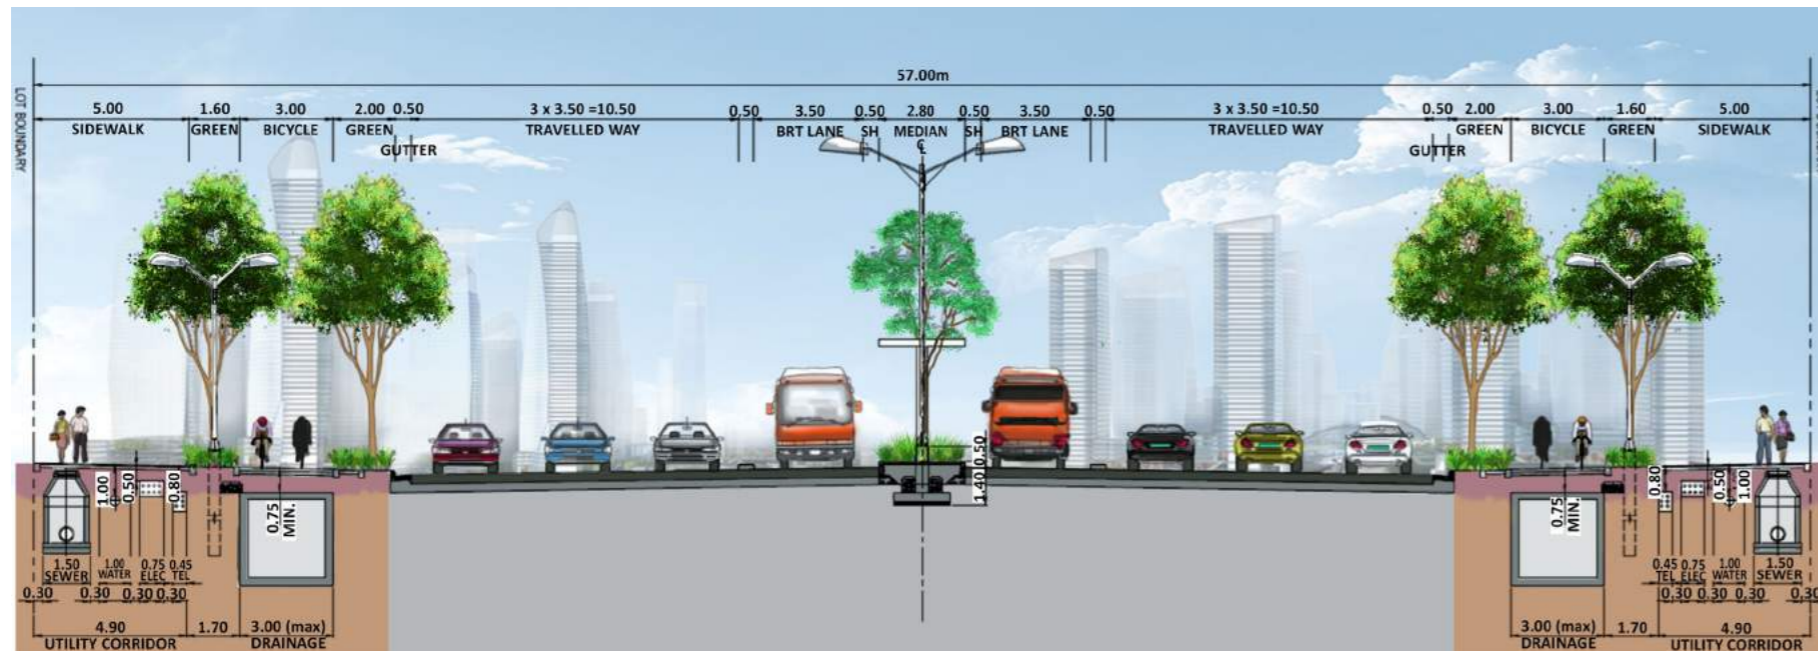 57.00m
5.00 1.60 3.00 2.00 0.50 3 x 3.50 =10.50 0.50 3.50 0.50 2.80 0.50 3.50 0.50 3 x 3.50 =10.50 0.50 2.00 3.00 1.60 5.00
SIDEWALK GREEN BICYCLE GREEN TRAVELLED WAY BRT LANE SH MEDIAN SH BRT LANE TRAVELLED WAY GREEN BICYCLE GREEN SIDEWALK
GUTTER ℄ GUTTER
LOT BOUNDARY
1.00 0.50 0.80 0.75 MIN. 1.40 0.50 0.75 MIN. 0.80 0.50 1.00
1.50 1.00 0.75 0.45 0.45 0.75 1.00 1.50
SEWER WATER ELEC TEL TEL ELEC WATER SEWER
0.30 0.30 0.30 0.30 0.30 0.30 0.30 0.30
4.90 1.70 3.00 (max) 3.00 (max) 1.70 4.90
UTILITY CORRIDOR DRAINAGE DRAINAGE UTILITY CORRIDOR